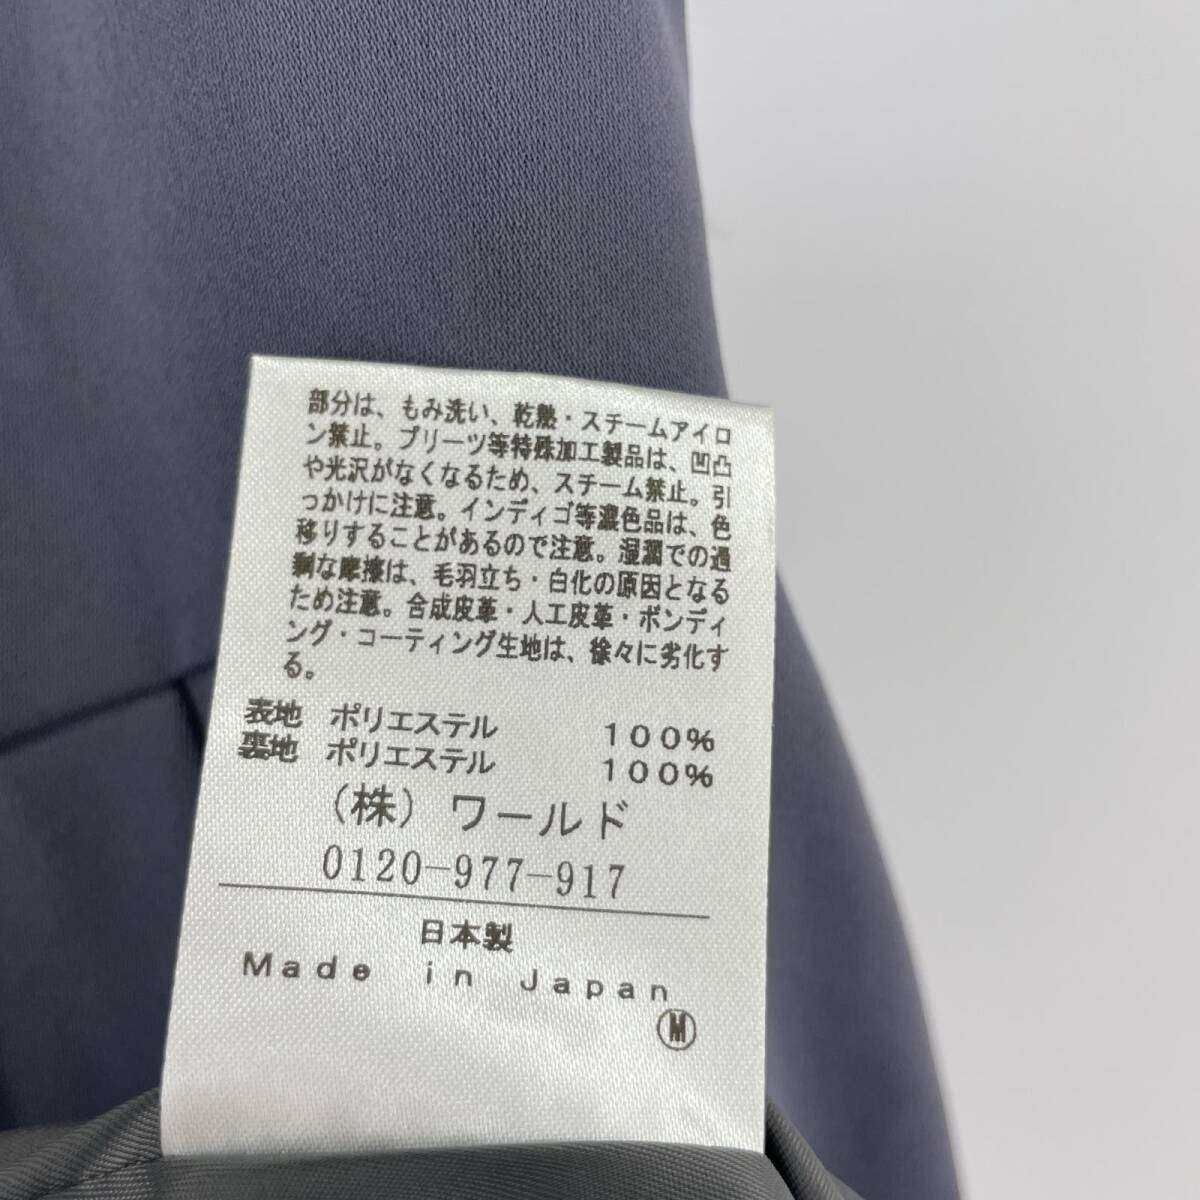 部分は、もみ洗い、乾熱・スチームアイロ
ン禁止。プリーツ等特殊加工製品は、凹凸
や光沢がなくなるため、スチーム禁止。引
っかけに注意。インディゴ等濃色品は、色
移りすることがあるので注意。湿潤での過
剰な摩擦は、毛羽立ち・白化の原因となる
ため注意。合成皮革・人工皮革・ボンディ
ング・コーティング生地は、徐々に劣化す
る。
表地 ポリエステル 100%
裏地 ポリエステル 100%
(株) ワールド
0120-977-917
日本製
Made in Japan
Ⓜ